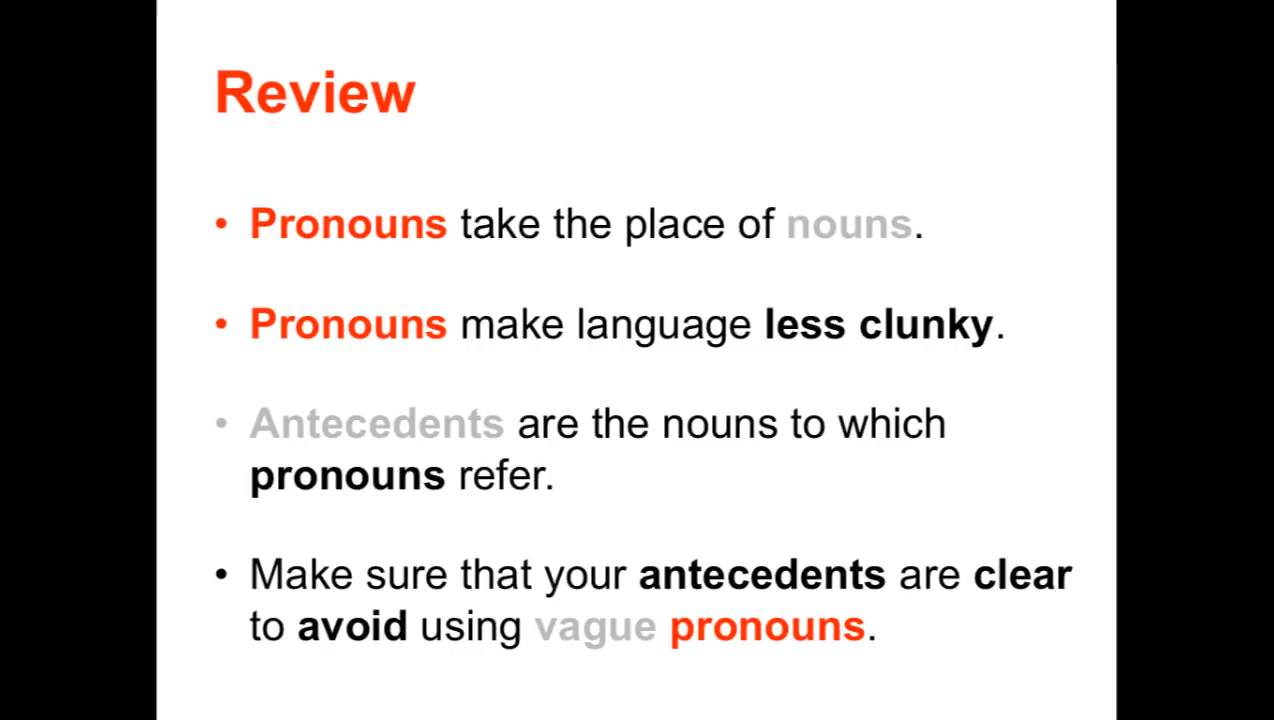 Review
• Pronouns take the place of nouns.
• Pronouns make language less clunky.
• Antecedents are the nouns to which
pronouns refer.
• Make sure that your antecedents are clear
to avoid using vague pronouns.